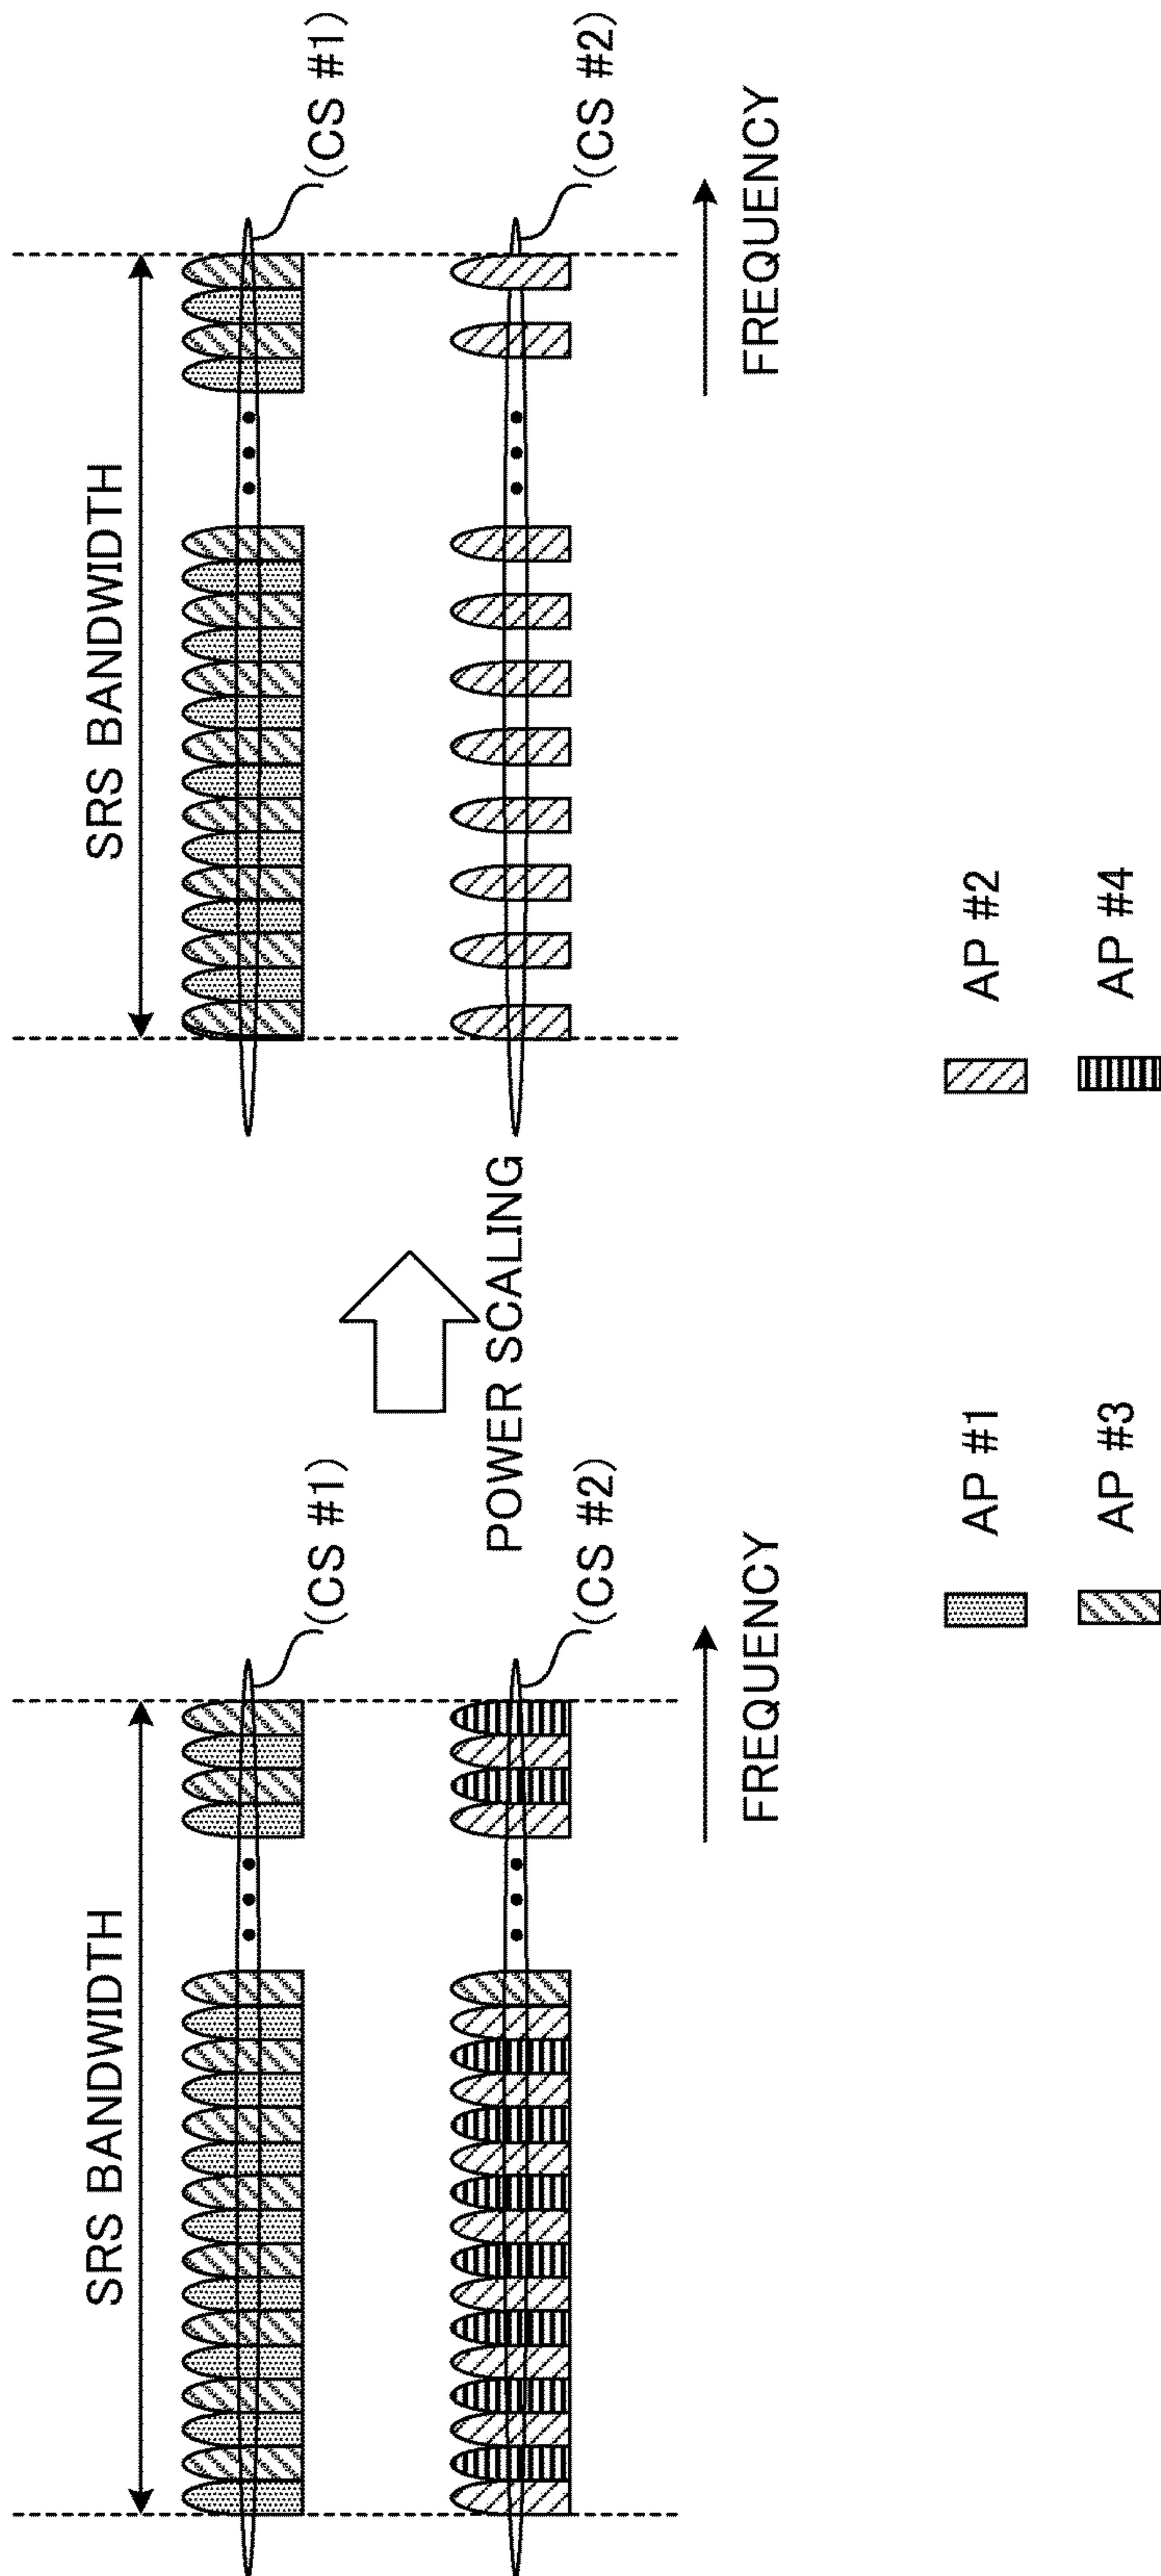 SRS BANDWIDTH
(CS #1)
(CS #2)
FREQUENCY
POWER SCALING
SRS BANDWIDTH
(CS #1)
(CS #2)
FREQUENCY
AP #1
AP #2
AP #3
AP #4